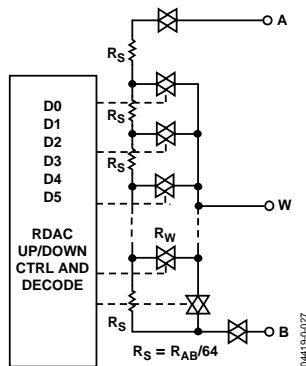 A
RS
D0
D1
D2
D3
D4
D5
RS
RS
W
RDAC
UP/DOWN
CTRL AND
DECODE
RW
RS
B
RS = RAB/64
04419-0-027